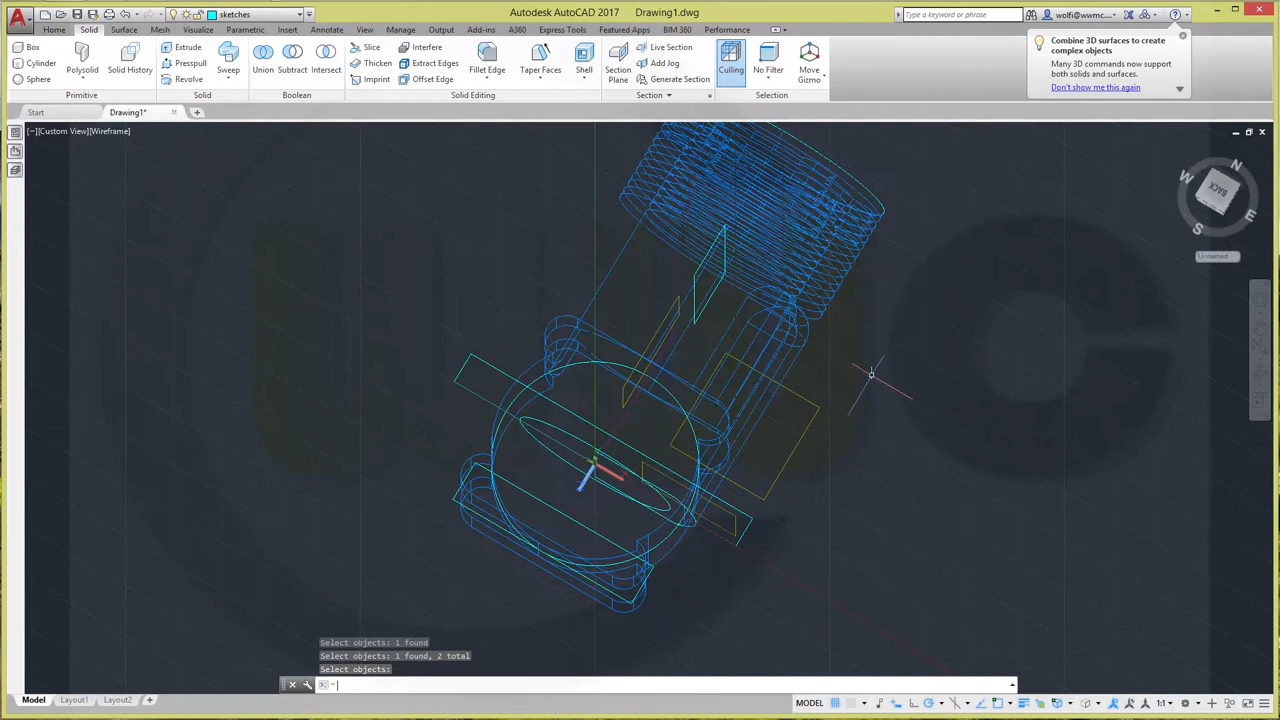 Autodesk AutoCAD 2017 Drawing1.dwg
sketches
Type a keyword or phrase
wolfi@wwmc...
Home Solid Surface Mesh Visualize Parametric Insert Annotate View Manage Output Add-ins A360 Express Tools Featured Apps BIM 360 Performance
Box
Cylinder
Sphere
Polysolid
Solid History
Extrude
Presspull
Revolve
Sweep
Union
Subtract
Intersect
Slice
Thicken
Imprint
Interfere
Extract Edges
Offset Edge
Fillet Edge
Taper Faces
Shell
Section Plane
Live Section
Add Jog
Generate Section
Culling
No Filter
Move Gizmo
Primitive
Solid
Boolean
Solid Editing
Section
Selection
Combine 3D surfaces to create
complex objects
Many 3D commands now support
both solids and surfaces.
Don't show me this again
Start
Drawing1*
[−][Custom View][Wireframe]
N
W
BACK
E
S
Unnamed
Select objects: 1 found
Select objects: 1 found, 2 total
Select objects:
Model Layout1 Layout2
MODEL
1:1